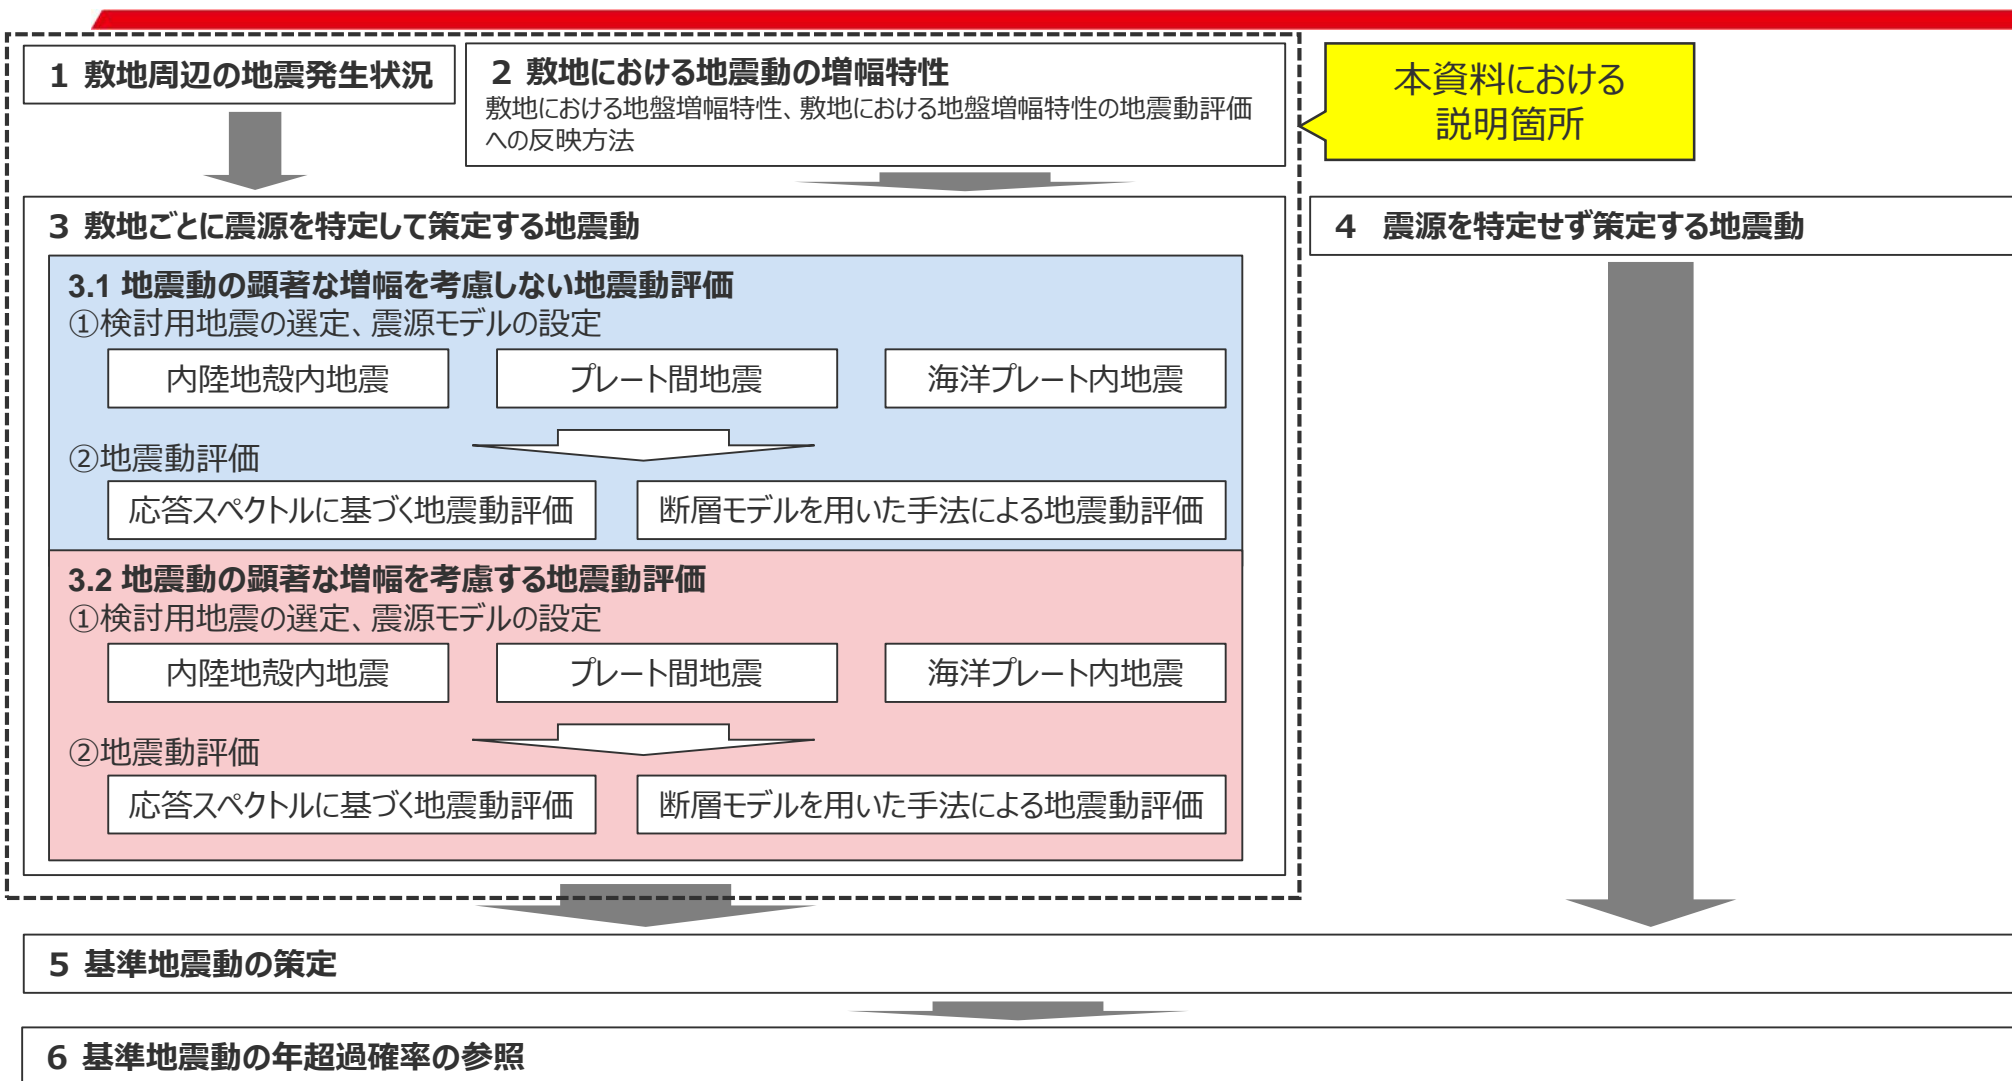 1 敷地周辺の地震発生状況
2 敷地における地震動の増幅特性
敷地における地盤増幅特性、敷地における地盤増幅特性の地震動評価
への反映方法
本資料における
説明箇所
3 敷地ごとに震源を特定して策定する地震動
3.1 地震動の顕著な増幅を考慮しない地震動評価
①検討用地震の選定、震源モデルの設定
内陸地殻内地震
プレート間地震
海洋プレート内地震
②地震動評価
応答スペクトルに基づく地震動評価
断層モデルを用いた手法による地震動評価
3.2 地震動の顕著な増幅を考慮する地震動評価
①検討用地震の選定、震源モデルの設定
内陸地殻内地震
プレート間地震
海洋プレート内地震
②地震動評価
応答スペクトルに基づく地震動評価
断層モデルを用いた手法による地震動評価
4 震源を特定せず策定する地震動
5 基準地震動の策定
6 基準地震動の年超過確率の参照